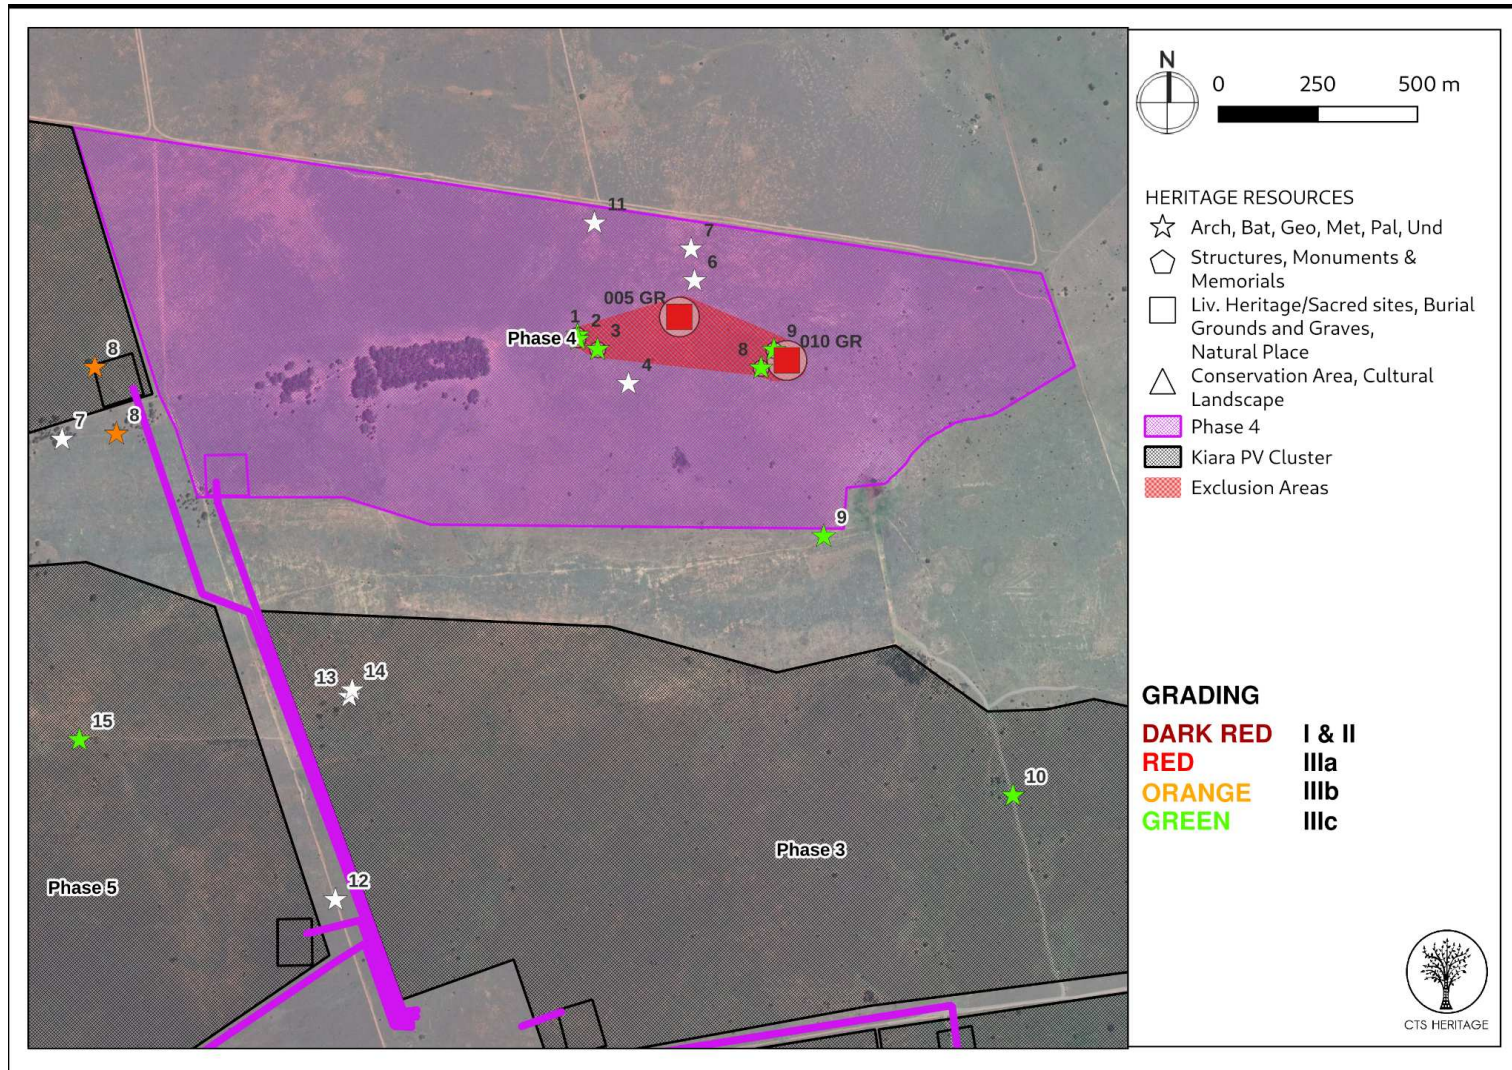 11
7
6
005 GR
1
2
3
Phase 4
4
9
8
010 GR
8
8
7
9
13
14
15
10
Phase 3
12
Phase 5
N
0 250 500 m
HERITAGE RESOURCES
Arch, Bat, Geo, Met, Pal, Und
Structures, Monuments &
Memorials
Liv. Heritage/Sacred sites, Burial
Grounds and Graves,
Natural Place
Conservation Area, Cultural
Landscape
Phase 4
Kiara PV Cluster
Exclusion Areas
GRADING
DARK RED I & II
RED IIIa
ORANGE IIIb
GREEN IIIc
CTS HERITAGE